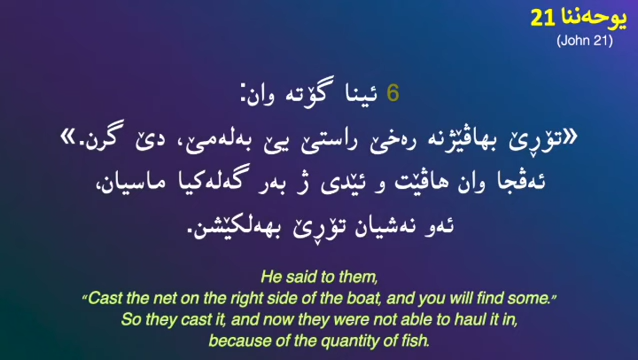 یوحەننا 21
(John 21)
6 ئینا گۆتە وان:
«تۆڕێ بهاڤێژنە رەخێ راستێ یێ بەلەمێ، دێ گرن.»
ئەڤجا وان هاڤێت و ئێدی ژ بەر گەلەکیا ماسیان،
ئەو نەشیان تۆڕێ بهەلکێشن.
He said to them,
“Cast the net on the right side of the boat, and you will find some.”
So they cast it, and now they were not able to haul it in,
because of the quantity of fish.